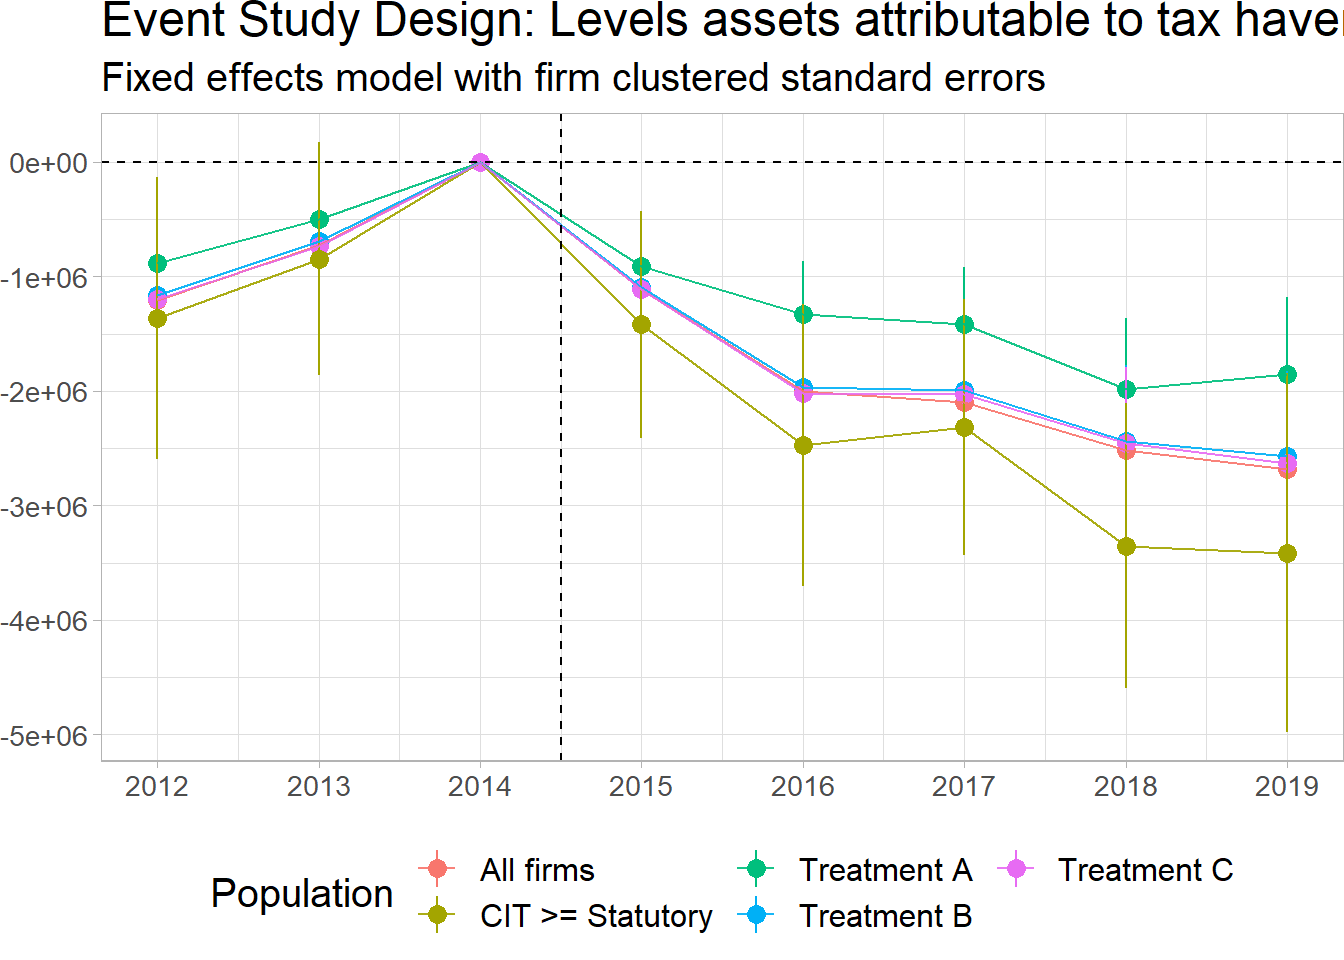 Event Study Design: Levels assets attributable to tax
Fixed effects model with firm clustered standard errors
0e+00
-1e+06
-2e+06
-3e+06
-4e+06
-5e+06
2012 2013 2014 2015 2016 2017 2018 2019
Population
All firms
Treatment A
Treatment C
CIT >= Statutory
Treatment B